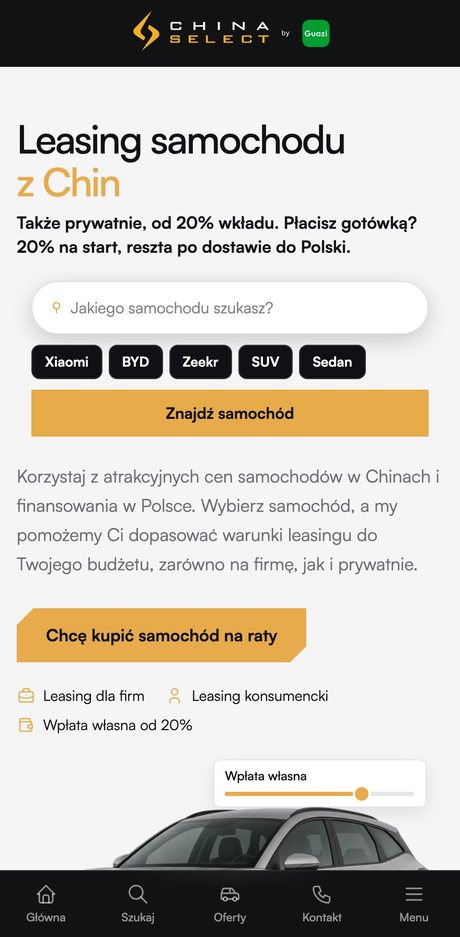 CHINA
SELECT
by
Guazi
Leasing samochodu
z Chin
Także prywatnie, od 20% wkładu. Płacisz gotówką?
20% na start, reszta po dostawie do Polski.
Jakiego samochodu szukasz?
Xiaomi BYD Zeekr SUV Sedan
Znajdź samochód
Korzystaj z atrakcyjnych cen samochodów w Chinach i
finansowania w Polsce. Wybierz samochód, a my
pomożemy Ci dopasować warunki leasingu do
Twojego budżetu, zarówno na firmę, jak i prywatnie.
Chcę kupić samochód na raty
Leasing dla firm Leasing konsumencki
Wpłata własna od 20%
Wpłata własna
Główna Szukaj Oferty Kontakt Menu